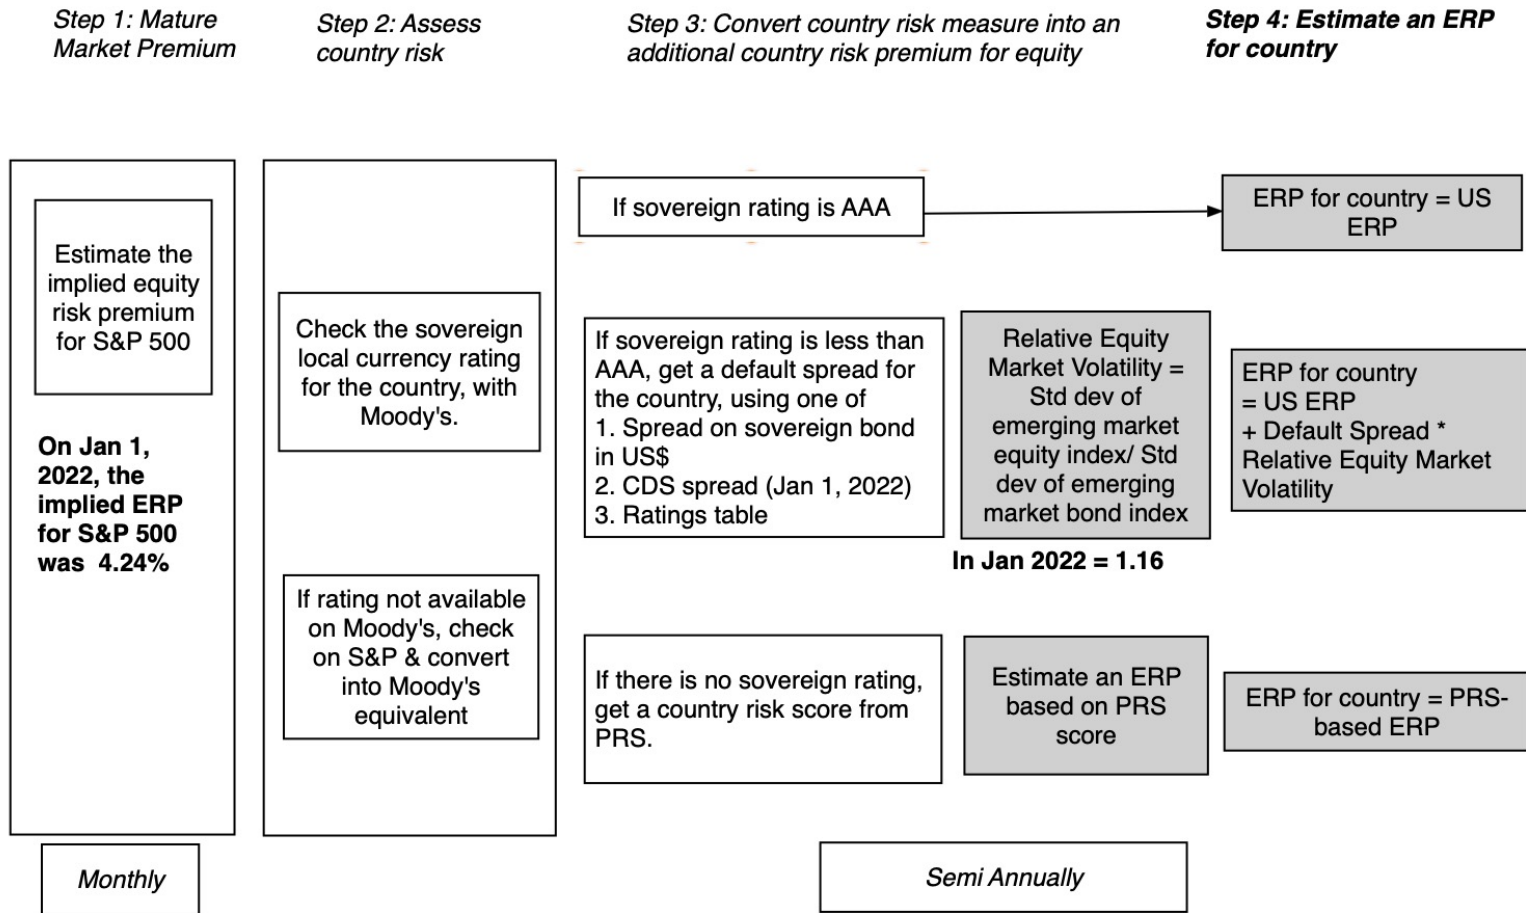 Step 1: Mature
Market Premium
Step 2: Assess
country risk
Step 3: Convert country risk measure into an
additional country risk premium for equity
Step 4: Estimate an ERP
for country
Estimate the
implied equity
risk premium
for S&P 500
On Jan 1,
2022, the
implied ERP
for S&P 500
was 4.24%
Check the sovereign
local currency rating
for the country, with
Moody's.
If rating not available
on Moody's, check
on S&P & convert
into Moody's
equivalent
If sovereign rating is AAA
ERP for country = US
ERP
If sovereign rating is less than
AAA, get a default spread for
the country, using one of
1. Spread on sovereign bond
in US$
2. CDS spread (Jan 1, 2022)
3. Ratings table
Relative Equity
Market Volatility =
Std dev of
emerging market
equity index/ Std
dev of emerging
market bond index
In Jan 2022 = 1.16
ERP for country
= US ERP
+ Default Spread *
Relative Equity Market
Volatility
If there is no sovereign rating,
get a country risk score from
PRS.
Estimate an ERP
based on PRS
score
ERP for country = PRS-
based ERP
Monthly
Semi Annually